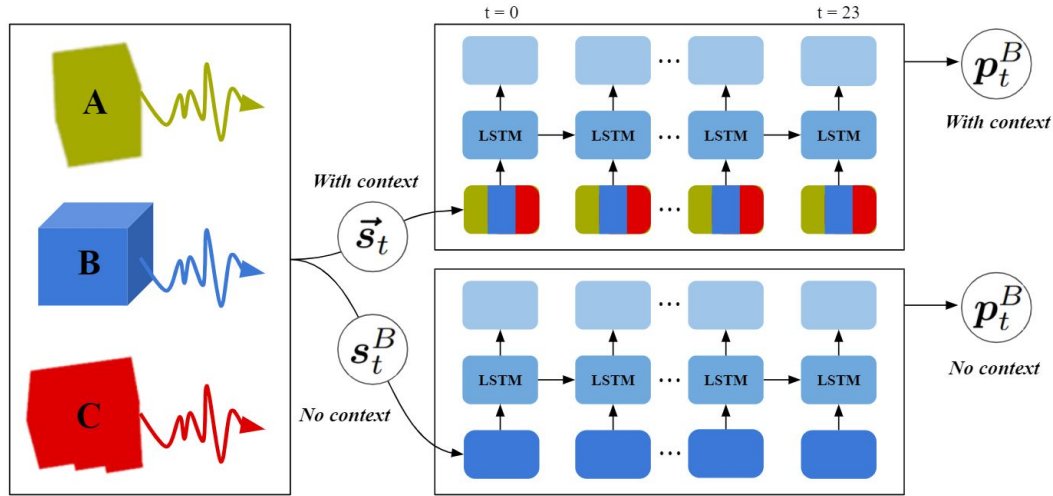 t = 0
t = 23
A
LSTM
LSTM
...
LSTM
LSTM
p_t^B
With context
With context
s⃗_t
B
s_t^B
No context
LSTM
LSTM
...
LSTM
LSTM
p_t^B
No context
C